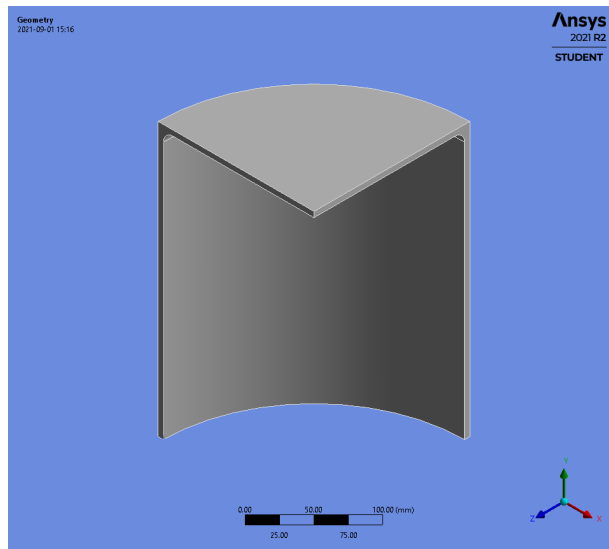 Geometry
2021-09-01 15:16
Ansys
2021 R2
STUDENT
0.00 50.00 100.00 (mm)
25.00 75.00
Y
Z X